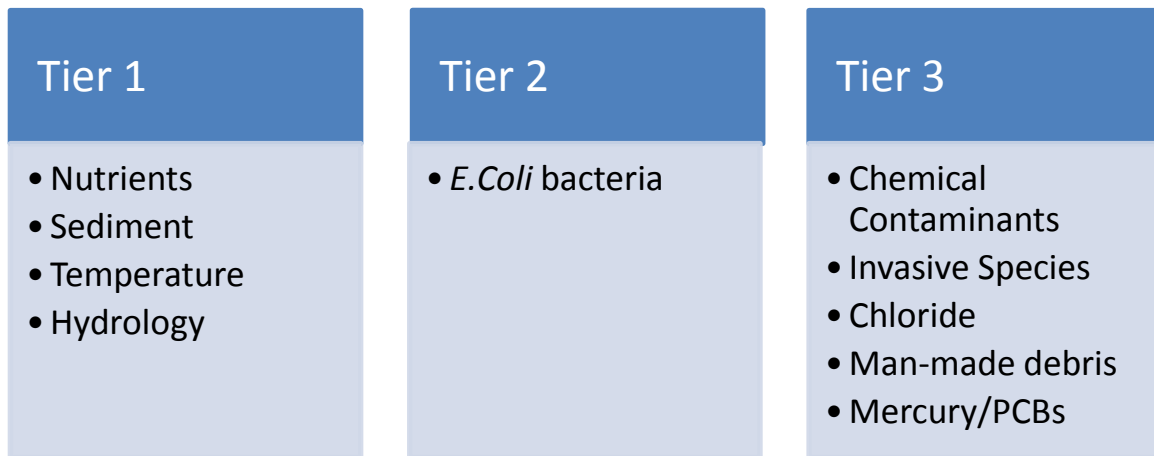 Tier 1
• Nutrients
• Sediment
• Temperature
• Hydrology
Tier 2
• E.Coli bacteria
Tier 3
• Chemical
Contaminants
• Invasive Species
• Chloride
• Man-made debris
• Mercury/PCBs